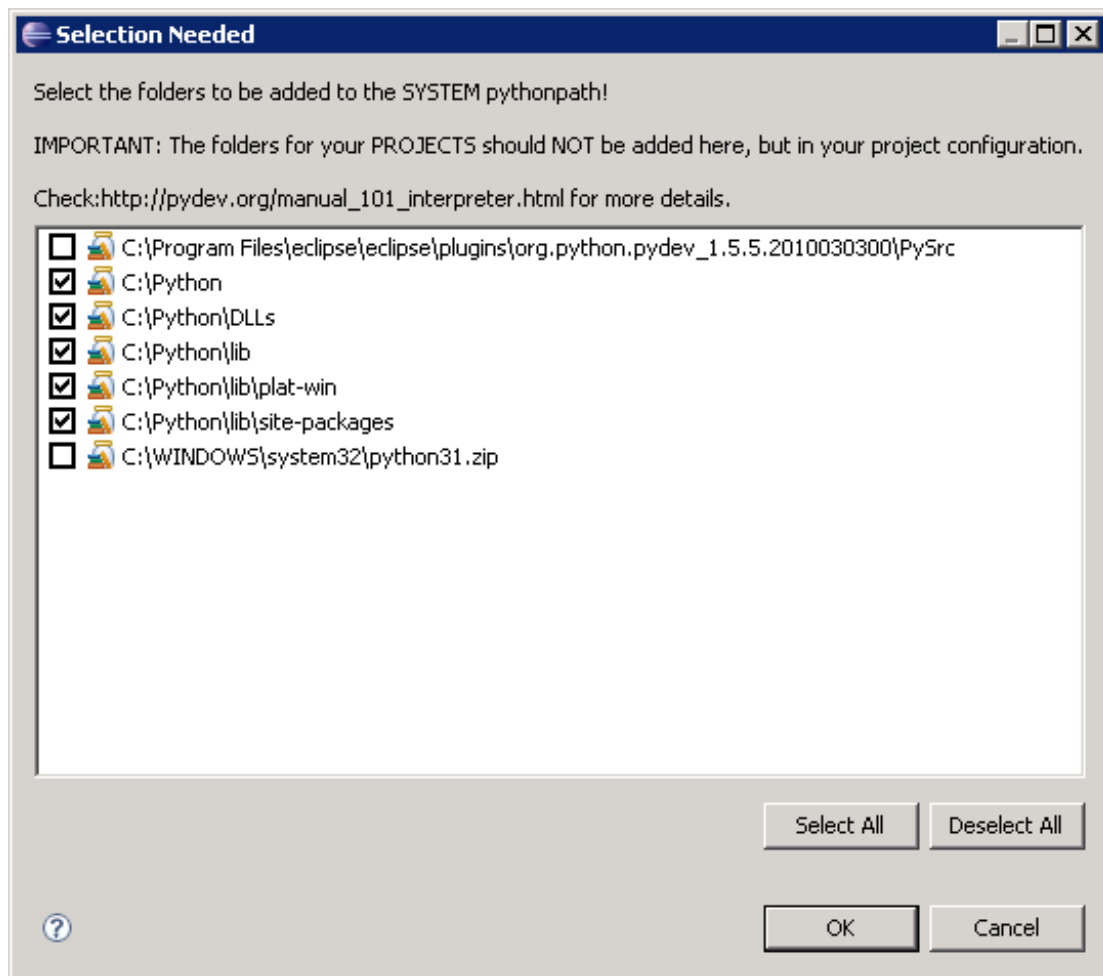 Selection Needed
Select the folders to be added to the SYSTEM pythonpath!
IMPORTANT: The folders for your PROJECTS should NOT be added here, but in your project configuration.
Check:http://pydev.org/manual_101_interpreter.html for more details.
C:\Program Files\eclipse\eclipse\plugins\org.python.pydev_1.5.5.2010030300\PySrc
C:\Python
C:\Python\DLLs
C:\Python\lib
C:\Python\lib\plat-win
C:\Python\lib\site-packages
C:\WINDOWS\system32\python31.zip
Select All Deselect All
? OK Cancel